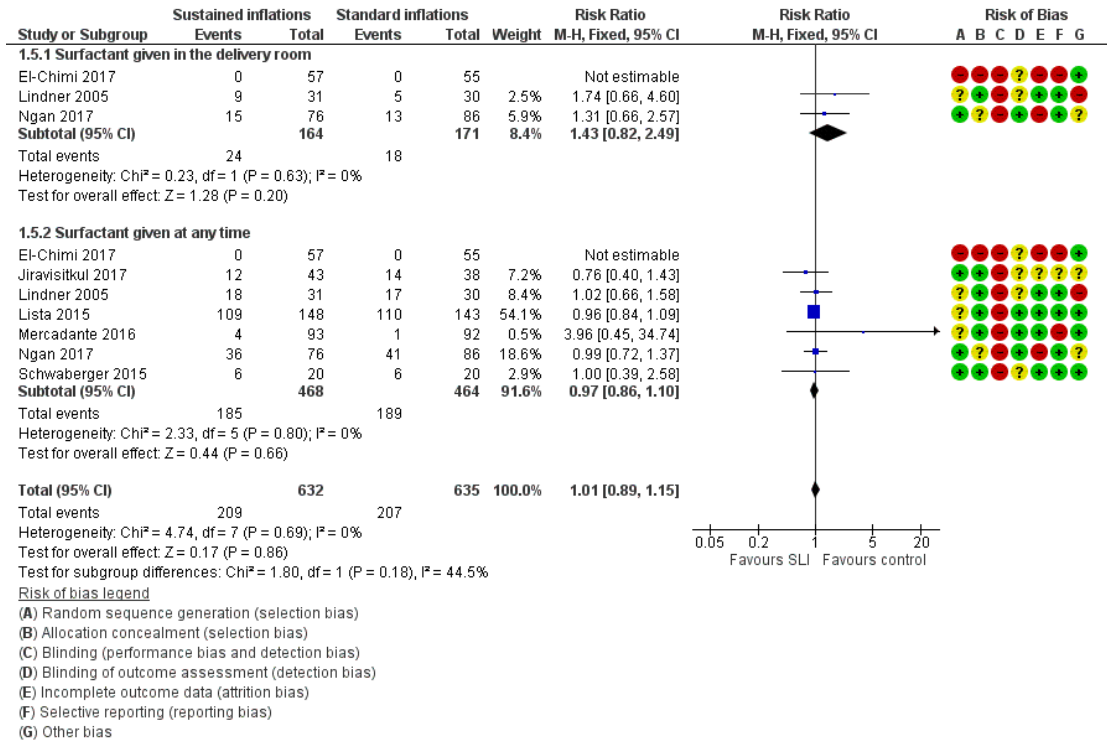 Sustained inflations Standard inflations Risk Ratio Risk Ratio Risk of Bias
Study or Subgroup Events Total Events Total Weight M-H, Fixed, 95% CI M-H, Fixed, 95% CI A B C D E F G
1.5.1 Surfactant given in the delivery room
El-Chimi 2017 0 57 0 55 Not estimable - - - ? - - +
Lindner 2005 9 31 5 30 2.5% 1.74 [0.66, 4.60] ? + - ? + + -
Ngan 2017 15 76 13 86 5.9% 1.31 [0.66, 2.57] + ? - + - + ?
Subtotal (95% CI) 164 171 8.4% 1.43 [0.82, 2.49]
Total events 24 18
Heterogeneity: Chi² = 0.23, df = 1 (P = 0.63); I² = 0%
Test for overall effect: Z = 1.28 (P = 0.20)
1.5.2 Surfactant given at any time
El-Chimi 2017 0 57 0 55 Not estimable - - - ? - - +
Jiravisitkul 2017 12 43 14 38 7.2% 0.76 [0.40, 1.43] + + - ? ? ? ?
Lindner 2005 18 31 17 30 8.4% 1.02 [0.66, 1.58] ? + - ? + + -
Lista 2015 109 148 110 143 54.1% 0.96 [0.84, 1.09] ? + - + + + +
Mercadante 2016 4 93 1 92 0.5% 3.96 [0.45, 34.74] ? + - + + - +
Ngan 2017 36 76 41 86 18.6% 0.99 [0.72, 1.37] + ? - + - + ?
Schwaberger 2015 6 20 6 20 2.9% 1.00 [0.39, 2.58] + + - ? + + +
Subtotal (95% CI) 468 464 91.6% 0.97 [0.86, 1.10]
Total events 185 189
Heterogeneity: Chi² = 2.33, df = 5 (P = 0.80); I² = 0%
Test for overall effect: Z = 0.44 (P = 0.66)
Total (95% CI) 632 635 100.0% 1.01 [0.89, 1.15]
Total events 209 207
Heterogeneity: Chi² = 4.74, df = 7 (P = 0.69); I² = 0%
Test for overall effect: Z = 0.17 (P = 0.86)
Test for subgroup differences: Chi² = 1.80, df = 1 (P = 0.18), I² = 44.5%
0.05 0.2 1 5 20
Favours SLI Favours control
Risk of bias legend
(A) Random sequence generation (selection bias)
(B) Allocation concealment (selection bias)
(C) Blinding (performance bias and detection bias)
(D) Blinding of outcome assessment (detection bias)
(E) Incomplete outcome data (attrition bias)
(F) Selective reporting (reporting bias)
(G) Other bias